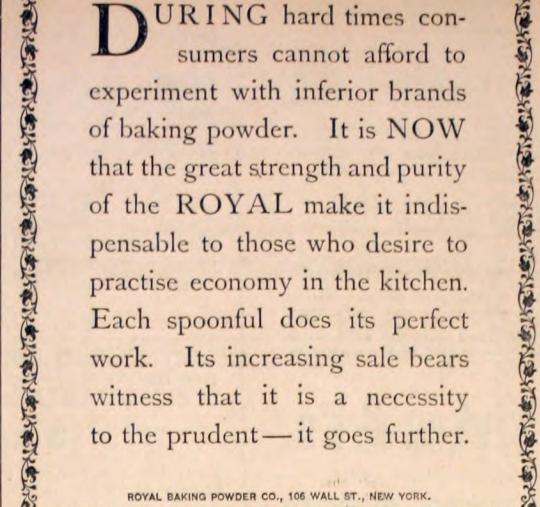 DURING hard times con-
sumers cannot afford to
experiment with inferior brands
of baking powder. It is NOW
that the great strength and purity
of the ROYAL make it indis-
pensable to those who desire to
practise economy in the kitchen.
Each spoonful does its perfect
work. Its increasing sale bears
witness that it is a necessity
to the prudent—it goes further.
ROYAL BAKING POWDER CO., 106 WALL ST., NEW YORK.